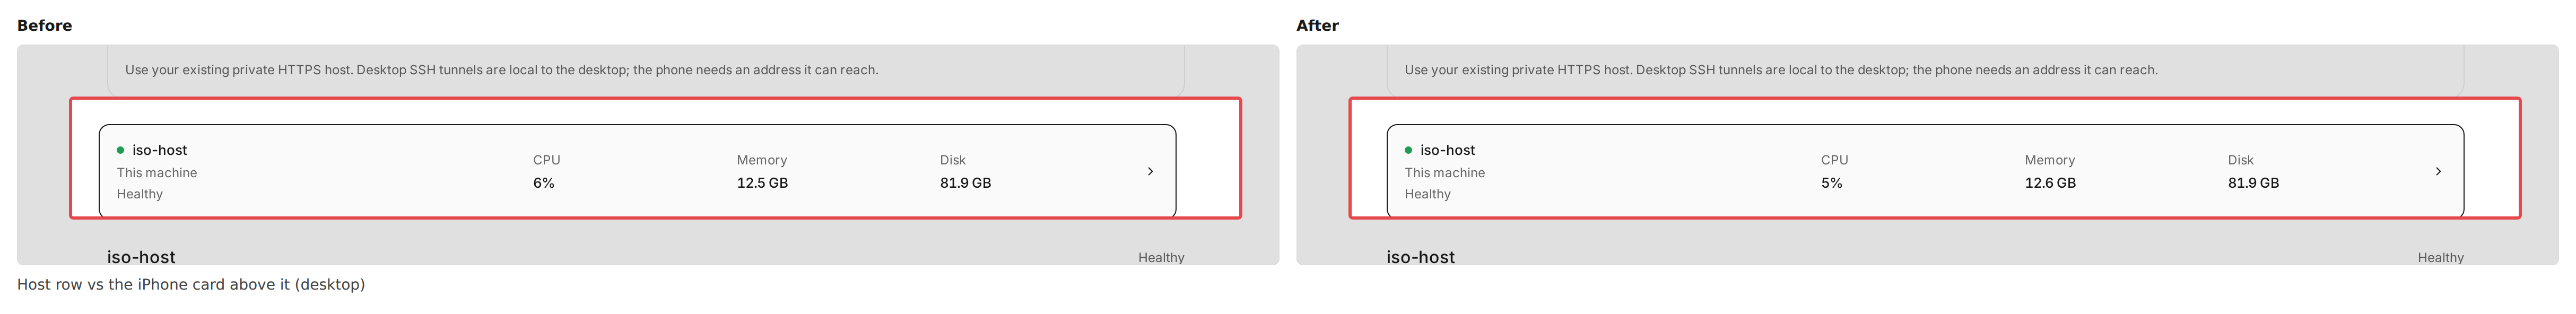 Before
Use your existing private HTTPS host. Desktop SSH tunnels are local to the desktop; the phone needs an address it can reach.
iso-host
This machine
Healthy
CPU
6%
Memory
12.5 GB
Disk
81.9 GB
iso-host
Healthy
Host row vs the iPhone card above it (desktop)
After
Use your existing private HTTPS host. Desktop SSH tunnels are local to the desktop; the phone needs an address it can reach.
iso-host
This machine
Healthy
CPU
5%
Memory
12.6 GB
Disk
81.9 GB
iso-host
Healthy